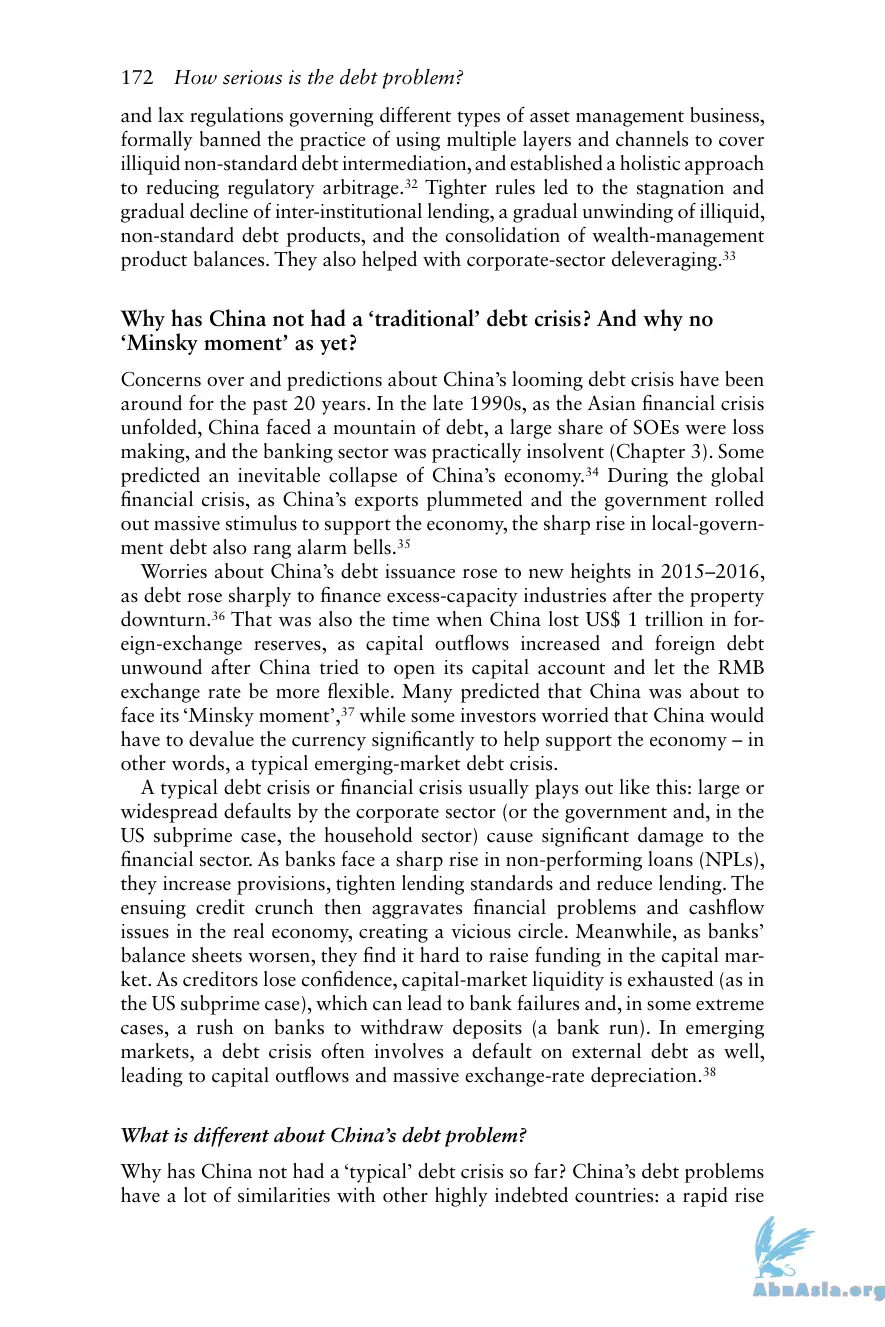 172 How serious is the debt problem?
and lax regulations governing different types of asset management business,
formally banned the practice of using multiple layers and channels to cover
illiquid non-standard debt intermediation, and established a holistic approach
to reducing regulatory arbitrage.32 Tighter rules led to the stagnation and
gradual decline of inter-institutional lending, a gradual unwinding of illiquid,
non-standard debt products, and the consolidation of wealth-management
product balances. They also helped with corporate-sector deleveraging.33
Why has China not had a ‘traditional’ debt crisis? And why no
‘Minsky moment’ as yet?
Concerns over and predictions about China’s looming debt crisis have been
around for the past 20 years. In the late 1990s, as the Asian financial crisis
unfolded, China faced a mountain of debt, a large share of SOEs were loss
making, and the banking sector was practically insolvent (Chapter 3). Some
predicted an inevitable collapse of China’s economy.34 During the global
financial crisis, as China’s exports plummeted and the government rolled
out massive stimulus to support the economy, the sharp rise in local-govern-
ment debt also rang alarm bells.35
Worries about China’s debt issuance rose to new heights in 2015–2016,
as debt rose sharply to finance excess-capacity industries after the property
downturn.36 That was also the time when China lost US$ 1 trillion in for-
eign-exchange reserves, as capital outflows increased and foreign debt
unwound after China tried to open its capital account and let the RMB
exchange rate be more flexible. Many predicted that China was about to
face its ‘Minsky moment’,37 while some investors worried that China would
have to devalue the currency significantly to help support the economy – in
other words, a typical emerging-market debt crisis.
A typical debt crisis or financial crisis usually plays out like this: large or
widespread defaults by the corporate sector (or the government and, in the
US subprime case, the household sector) cause significant damage to the
financial sector. As banks face a sharp rise in non-performing loans (NPLs),
they increase provisions, tighten lending standards and reduce lending. The
ensuing credit crunch then aggravates financial problems and cashflow
issues in the real economy, creating a vicious circle. Meanwhile, as banks’
balance sheets worsen, they find it hard to raise funding in the capital mar-
ket. As creditors lose confidence, capital-market liquidity is exhausted (as in
the US subprime case), which can lead to bank failures and, in some extreme
cases, a rush on banks to withdraw deposits (a bank run). In emerging
markets, a debt crisis often involves a default on external debt as well,
leading to capital outflows and massive exchange-rate depreciation.38
What is different about China’s debt problem?
Why has China not had a ‘typical’ debt crisis so far? China’s debt problems
have a lot of similarities with other highly indebted countries: a rapid rise
AbnAsia.org